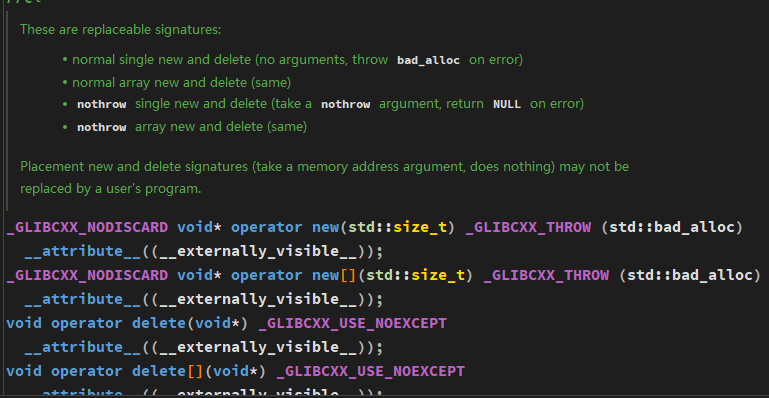 These are replaceable signatures:
• normal single new and delete (no arguments, throw bad_alloc on error)
• normal array new and delete (same)
• nothrow single new and delete (take a nothrow argument, return NULL on error)
• nothrow array new and delete (same)
Placement new and delete signatures (take a memory address argument, does nothing) may not be
replaced by a user's program.
_GLIBCXX_NODISCARD void* operator new(std::size_t) _GLIBCXX_THROW (std::bad_alloc)
__attribute__((__externally_visible__));
_GLIBCXX_NODISCARD void* operator new[](std::size_t) _GLIBCXX_THROW (std::bad_alloc)
__attribute__((__externally_visible__));
void operator delete(void*) _GLIBCXX_USE_NOEXCEPT
__attribute__((__externally_visible__));
void operator delete[](void*) _GLIBCXX_USE_NOEXCEPT
__attribute__((__externally_visible__));